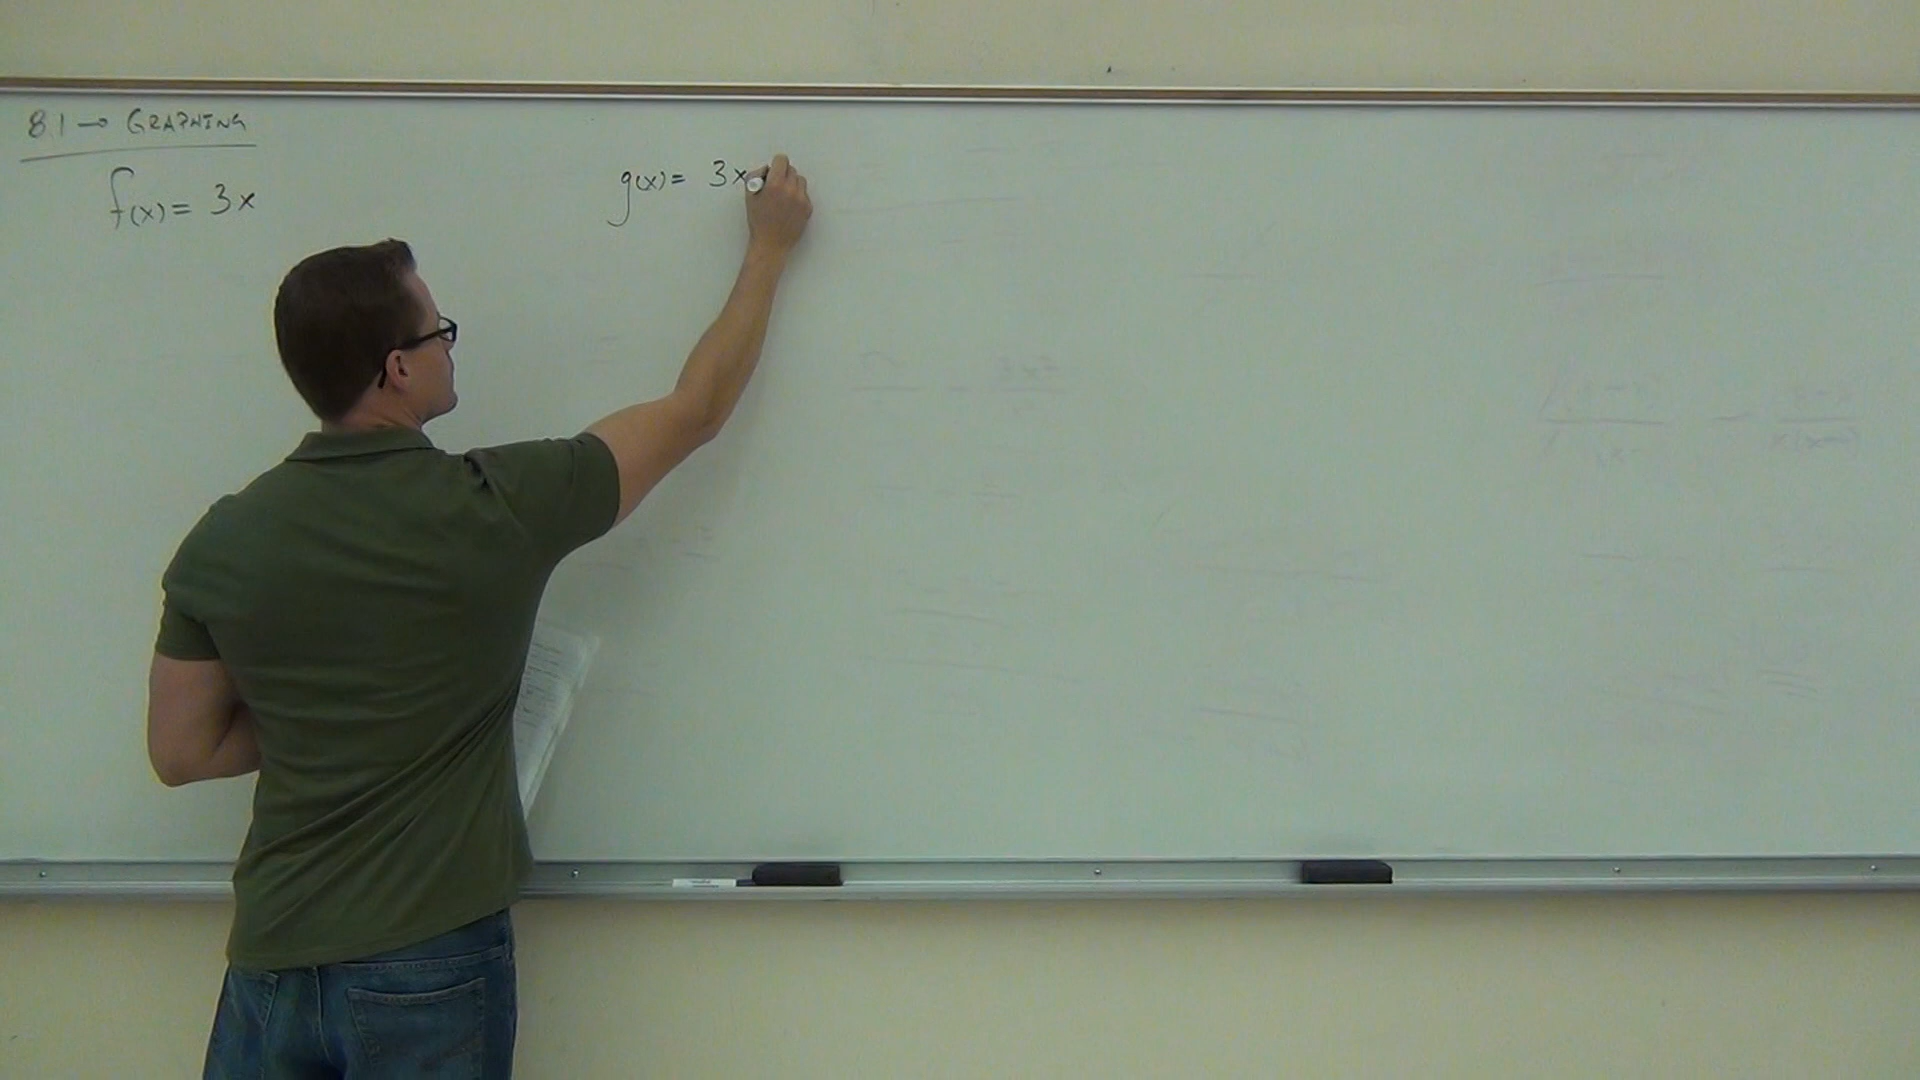 8.1 → GRAPHING
f(x) = 3x
g(x) = 3x